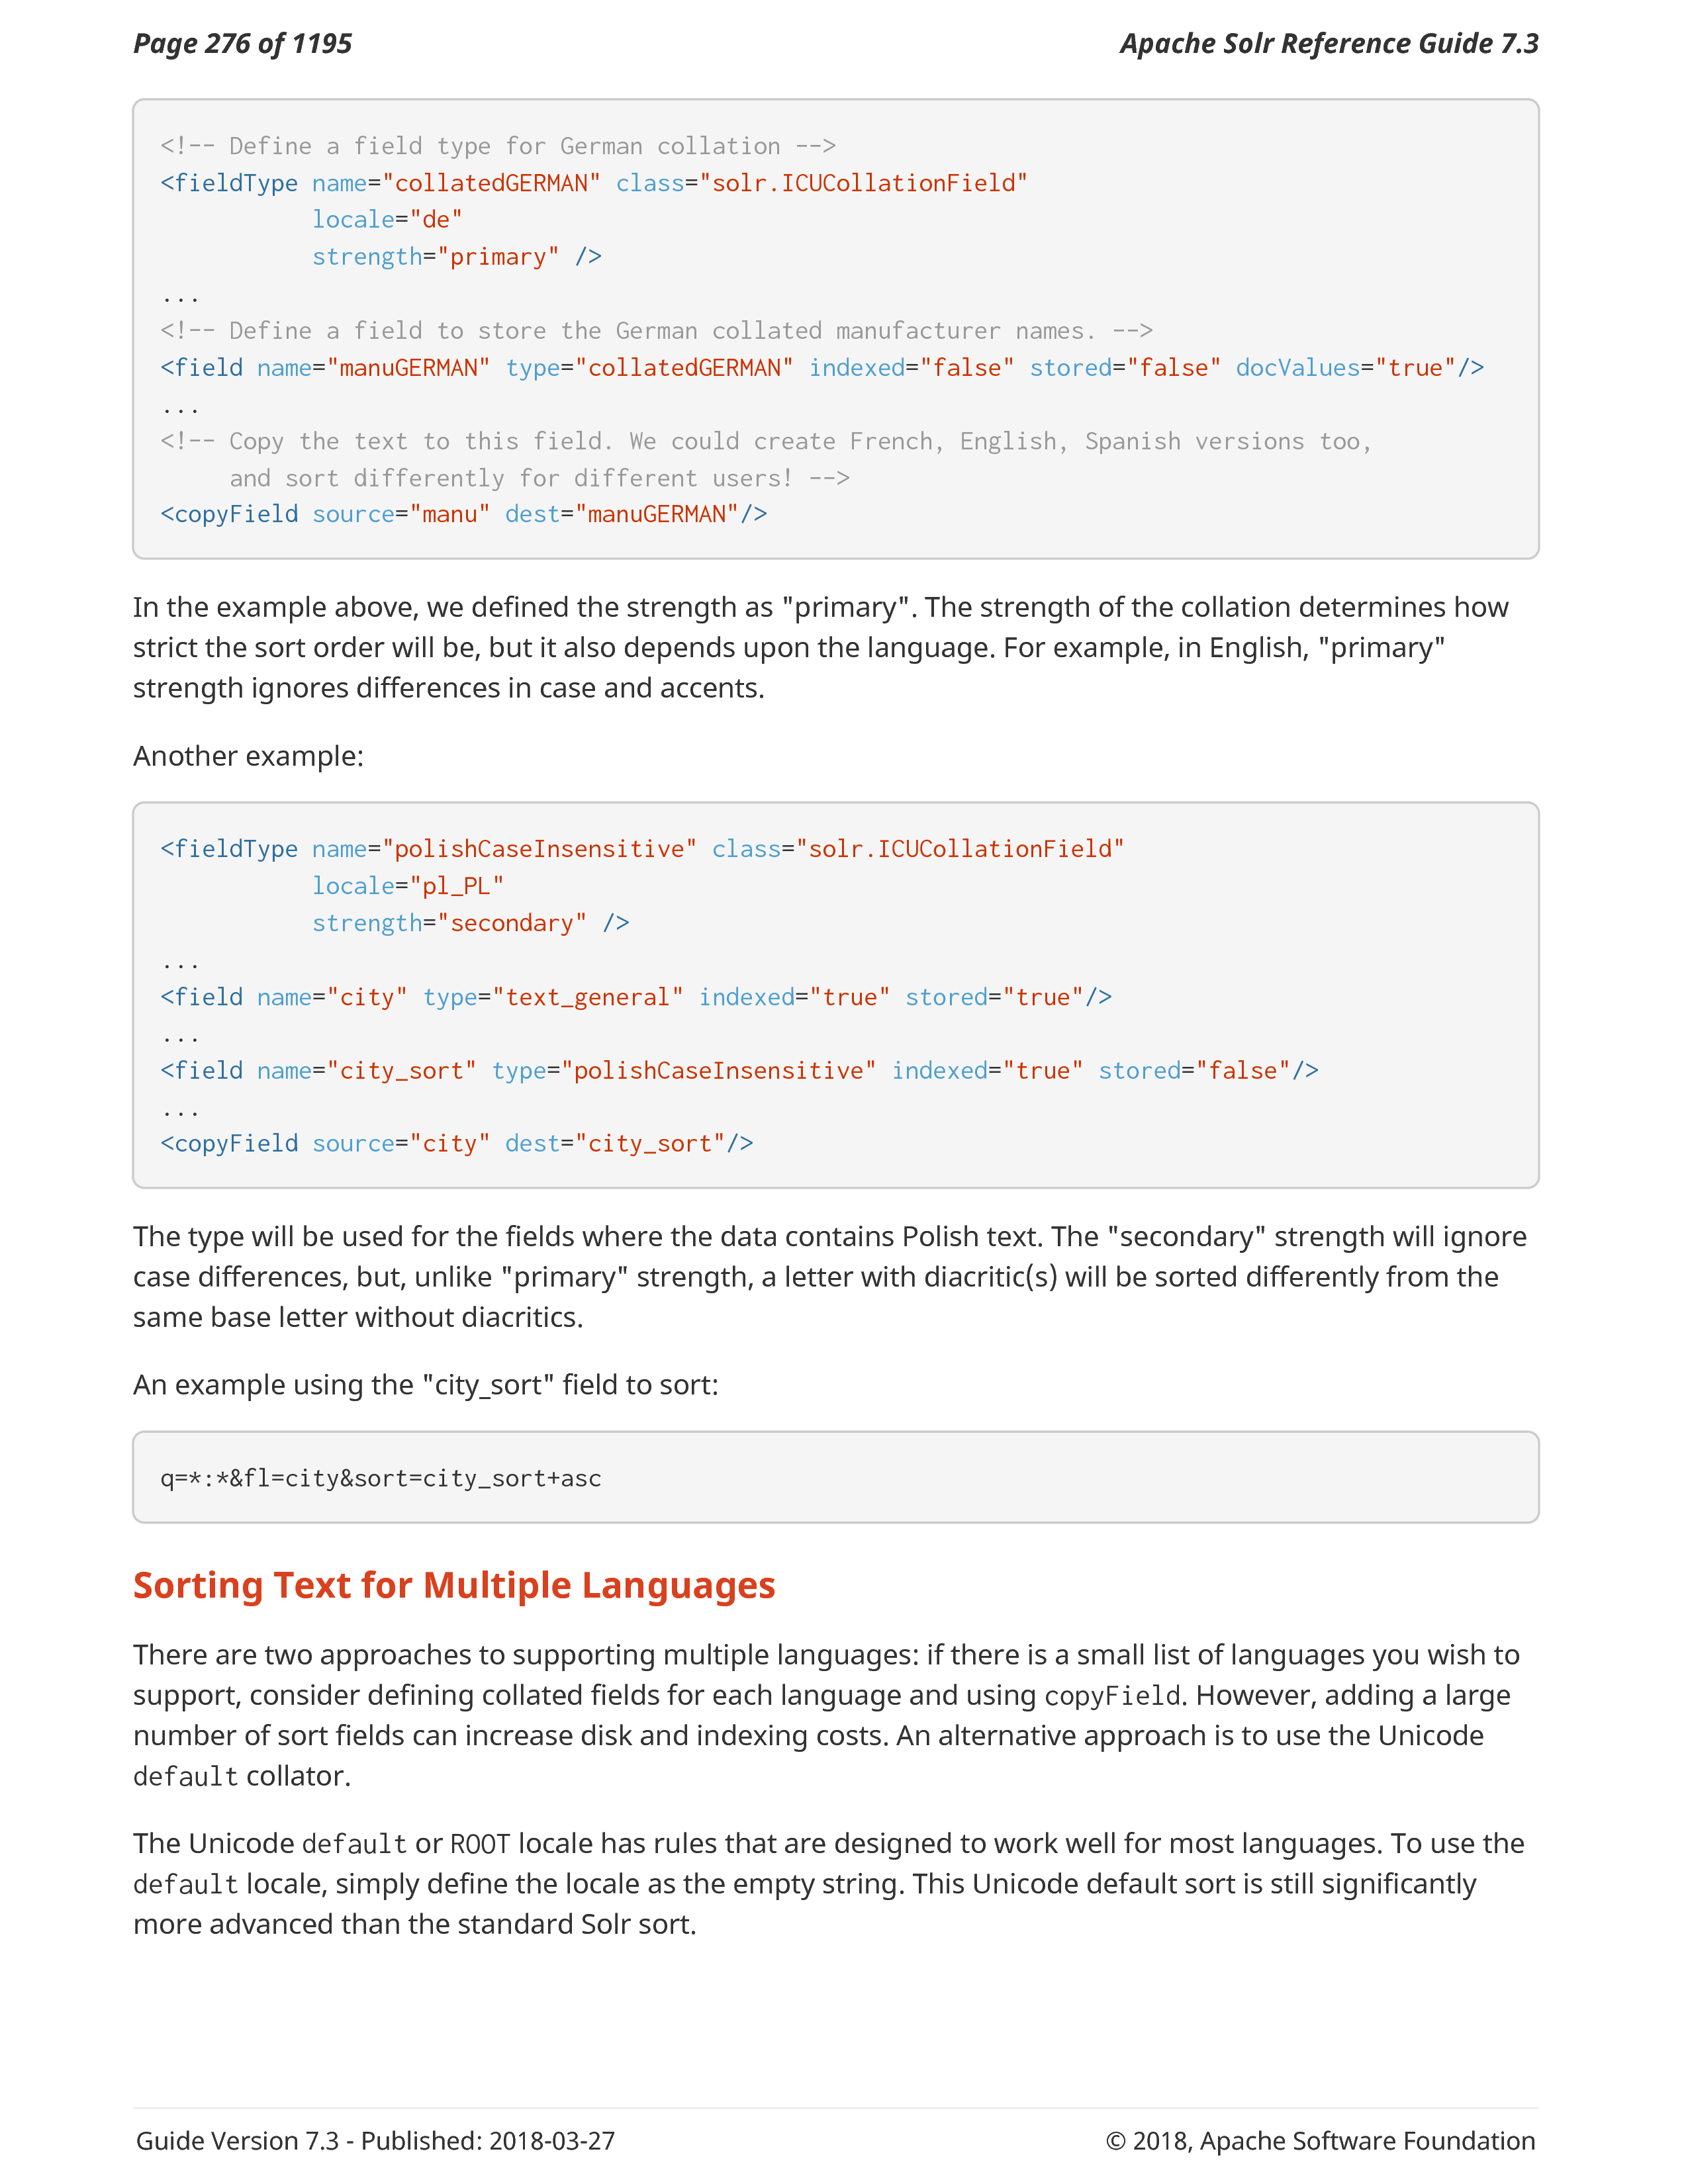 Page 276 of 1195
Apache Solr Reference Guide 7.3
<!-- Define a field type for German collation -->
<fieldType name="collatedGERMAN" class="solr.ICUCollationField"
           locale="de"
           strength="primary" />
...
<!-- Define a field to store the German collated manufacturer names. -->
<field name="manuGERMAN" type="collatedGERMAN" indexed="false" stored="false" docValues="true"/>
...
<!-- Copy the text to this field. We could create French, English, Spanish versions too,
     and sort differently for different users! -->
<copyField source="manu" dest="manuGERMAN"/>
In the example above, we defined the strength as "primary". The strength of the collation determines how
strict the sort order will be, but it also depends upon the language. For example, in English, "primary"
strength ignores differences in case and accents.
Another example:
<fieldType name="polishCaseInsensitive" class="solr.ICUCollationField"
           locale="pl_PL"
           strength="secondary" />
...
<field name="city" type="text_general" indexed="true" stored="true"/>
...
<field name="city_sort" type="polishCaseInsensitive" indexed="true" stored="false"/>
...
<copyField source="city" dest="city_sort"/>
The type will be used for the fields where the data contains Polish text. The "secondary" strength will ignore
case differences, but, unlike "primary" strength, a letter with diacritic(s) will be sorted differently from the
same base letter without diacritics.
An example using the "city_sort" field to sort:
q=*:*&fl=city&sort=city_sort+asc
Sorting Text for Multiple Languages
There are two approaches to supporting multiple languages: if there is a small list of languages you wish to
support, consider defining collated fields for each language and using copyField. However, adding a large
number of sort fields can increase disk and indexing costs. An alternative approach is to use the Unicode
default collator.
The Unicode default or ROOT locale has rules that are designed to work well for most languages. To use the
default locale, simply define the locale as the empty string. This Unicode default sort is still significantly
more advanced than the standard Solr sort.
Guide Version 7.3 - Published: 2018-03-27
© 2018, Apache Software Foundation